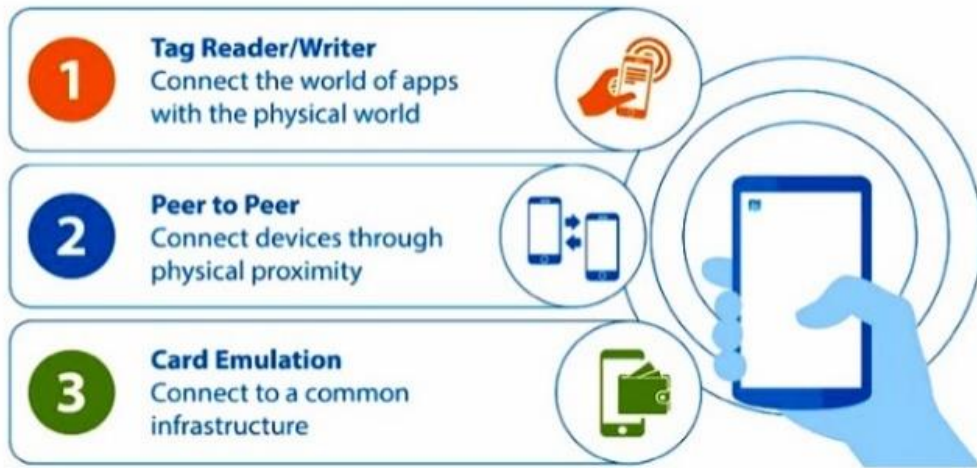 1
Tag Reader/Writer
Connect the world of apps
with the physical world
2
Peer to Peer
Connect devices through
physical proximity
3
Card Emulation
Connect to a common
infrastructure